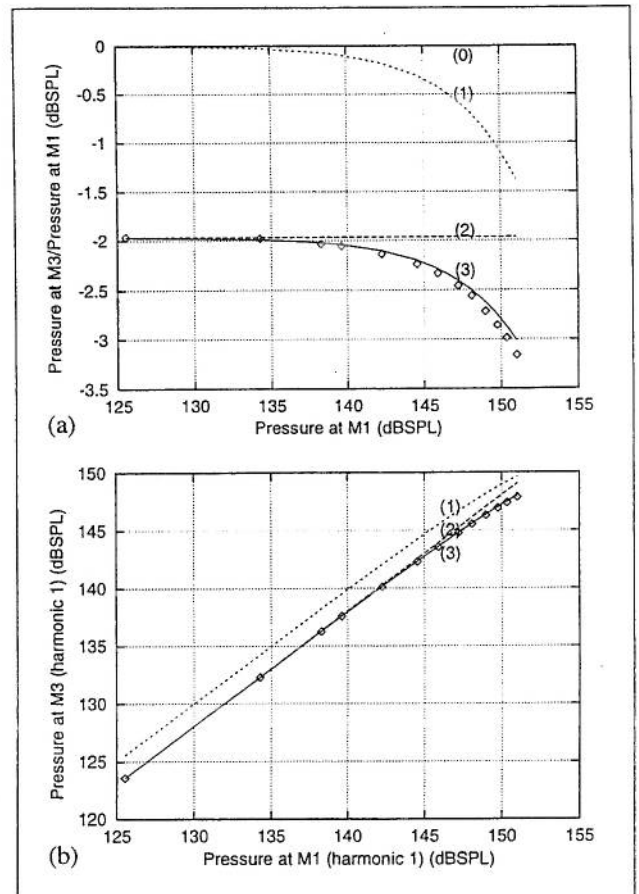 0
-0.5
-1
-1.5
-2
-2.5
-3
-3.5
(0)
(1)
(2)
(3)
125 130 135 140 145 150 155
Pressure at M3/Pressure at M1 (dBSPL)
Pressure at M1 (dBSPL)
(a)
150
145
140
135
130
125
120
(1)
(2)
(3)
125 130 135 140 145 150 155
Pressure at M3 (harmonic 1) (dBSPL)
Pressure at M1 (harmonic 1) (dBSPL)
(b)